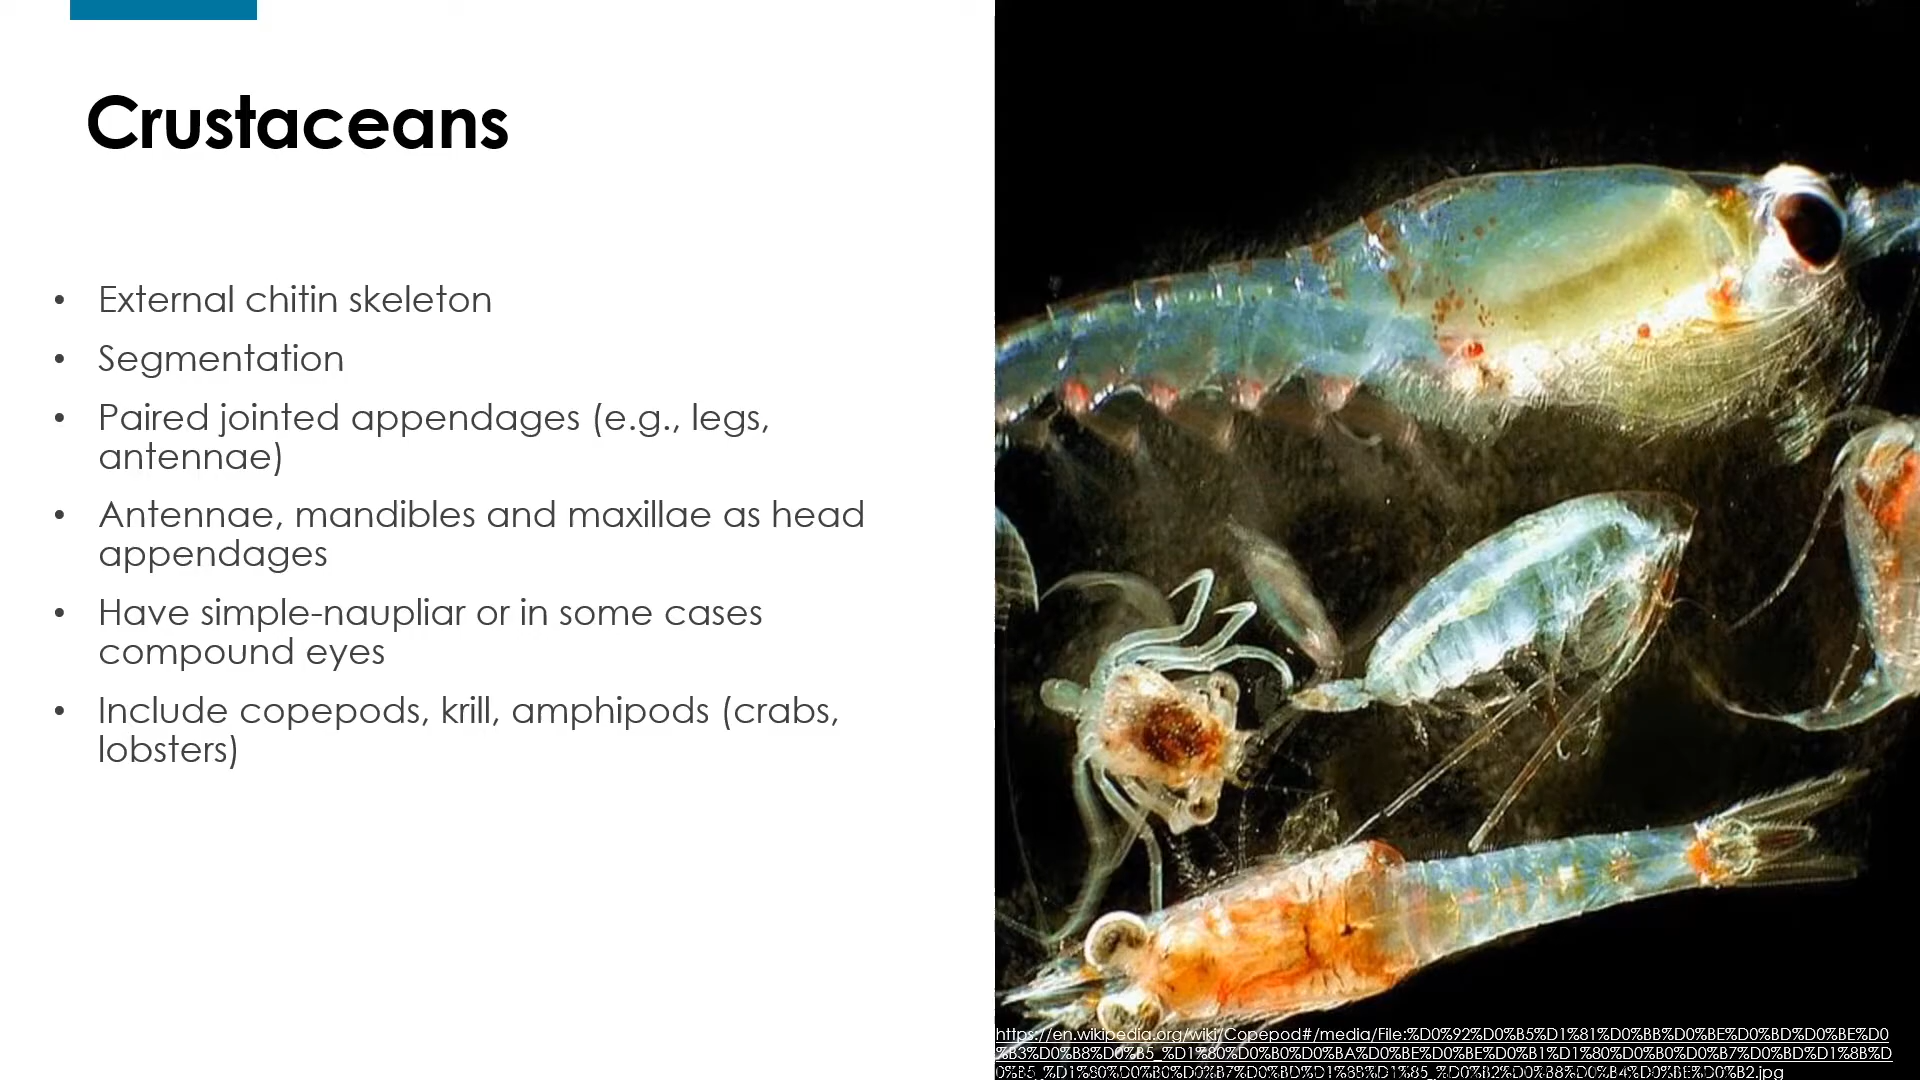 Crustaceans
• External chitin skeleton
• Segmentation
• Paired jointed appendages (e.g., legs,
antennae)
• Antennae, mandibles and maxillae as head
appendages
• Have simple-naupliar or in some cases
compound eyes
• Include copepods, krill, amphipods (crabs,
lobsters)
https://en.wikipedia.org/wiki/Copepod#/media/File:%D0%92%D0%B5%D1%81%D0%BB%D0%BE%D0%BD%D0%BE%D0
%B3%D0%B8%D0%B5_%D1%80%D0%B0%D0%BA%D0%BE%D0%BE%D0%B1%D1%80%D0%B0%D0%B7%D0%BD%D1%8B%D
0%B5_%D1%80%D0%B0%D0%B7%D0%BD%D1%8B%D1%85_%D0%B2%D0%B8%D0%B4%D0%BE%D0%B2.jpg